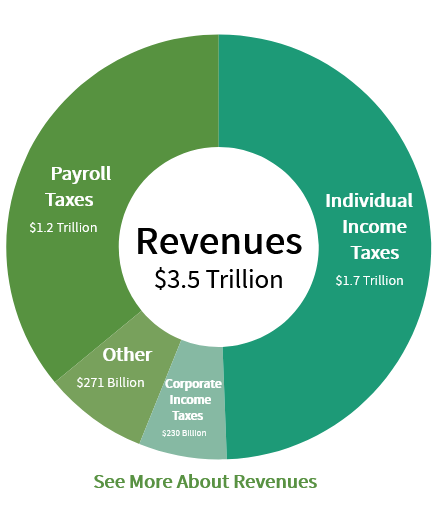 Payroll
Taxes
$1.2 Trillion
Individual
Income
Taxes
$1.7 Trillion
Revenues
$3.5 Trillion
Other
$271 Billion
Corporate
Income
Taxes
$230 Billion
See More About Revenues